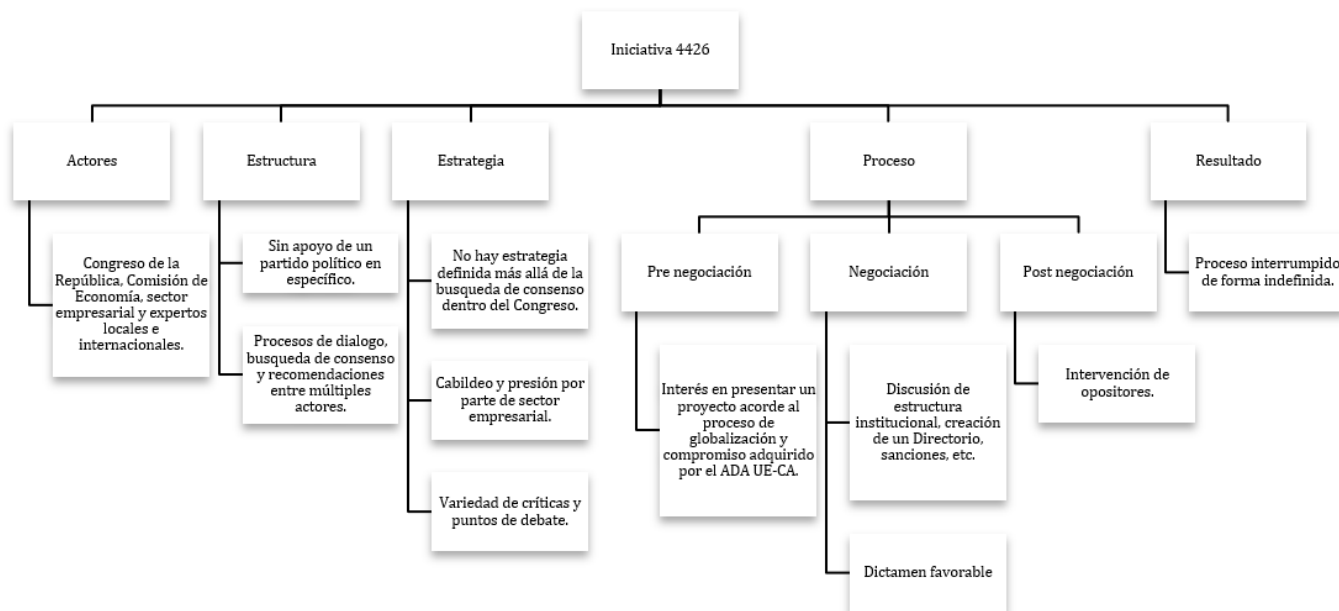 Iniciativa 4426
Actores
Estructura
Estrategia
Proceso
Resultado
Congreso de la
República, Comisión de
Economía, sector
empresarial y expertos
locales e
internacionales.
Sin apoyo de un
partido político en
específico.
Procesos de dialogo,
busqueda de consenso
y recomendaciones
entre múltiples
actores.
No hay estrategia
definida más allá de la
busqueda de consenso
dentro del Congreso.
Cabildeo y presión por
parte de sector
empresarial.
Variedad de críticas y
puntos de debate.
Pre negociación
Negociación
Post negociación
Interés en presentar un
proyecto acorde al
proceso de
globalización y
compromiso adquirido
por el ADA UE-CA.
Discusión de
estructura
institucional, creación
de un Directorio,
sanciones, etc.
Dictamen favorable
Intervención de
opositores.
Proceso interrumpido
de forma indefinida.